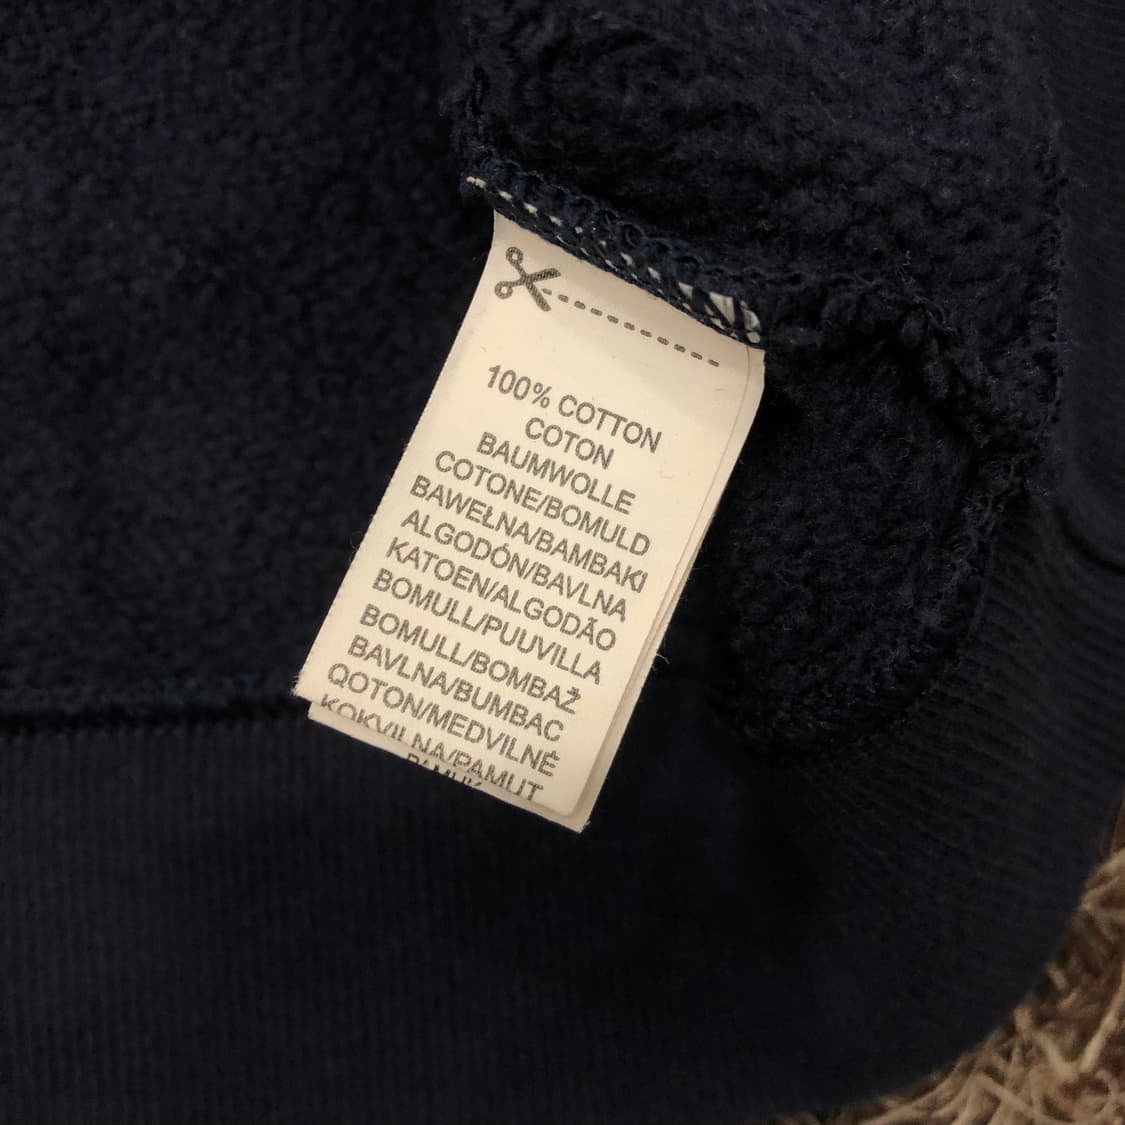 100% COTTON
COTON
BAUMWOLLE
COTONE/BOMULD
BAWEŁNA/BAMBAKI
ALGODÓN/BAVLNA
KATOEN/ALGODÃO
BOMULL/PUUVILLA
BOMULL/BOMBAŽ
BAVLNA/BUMBAC
QOTON/MEDVILNĖ
KOKVILNA/PAMUT
PAMUK